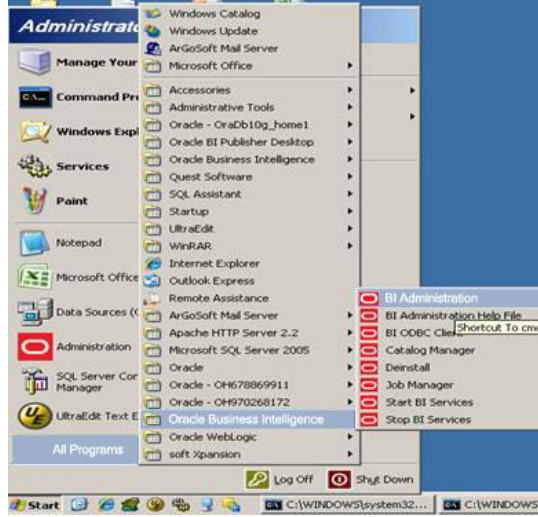 Administrato
Manage Your
Command Pro
Windows Expl
Services
Paint
Notepad
Microsoft Office
Data Sources (O
Administration
SQL Server Con
Manager
UltraEdit Text E
All Programs
Windows Catalog
Windows Update
ArGoSoft Mail Server
Microsoft Office
Accessories
Administrative Tools
Oracle - OraDb10g_home1
Oracle BI Publisher Desktop
Oracle Business Intelligence
Quest Software
SQL Assistant
Startup
UltraEdit
WinRAR
Internet Explorer
Outlook Express
Remote Assistance
ArGoSoft Mail Server
Apache HTTP Server 2.2
Microsoft SQL Server 2005
Oracle
Oracle - OH678869911
Oracle - OH970268172
Oracle Business Intelligence
Oracle WebLogic
soft Xpansion
BI Administration
BI Administration Help File
BI ODBC Client
Shortcut To cmd
Catalog Manager
Deinstall
Job Manager
Start BI Services
Stop BI Services
Log Off
Shut Down
Start
C:\WINDOWS\system32...
C:\WINDOWS